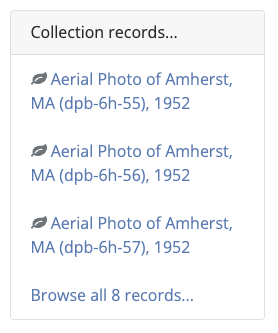 Collection records...
Aerial Photo of Amherst,
MA (dpb-6h-55), 1952
Aerial Photo of Amherst,
MA (dpb-6h-56), 1952
Aerial Photo of Amherst,
MA (dpb-6h-57), 1952
Browse all 8 records...